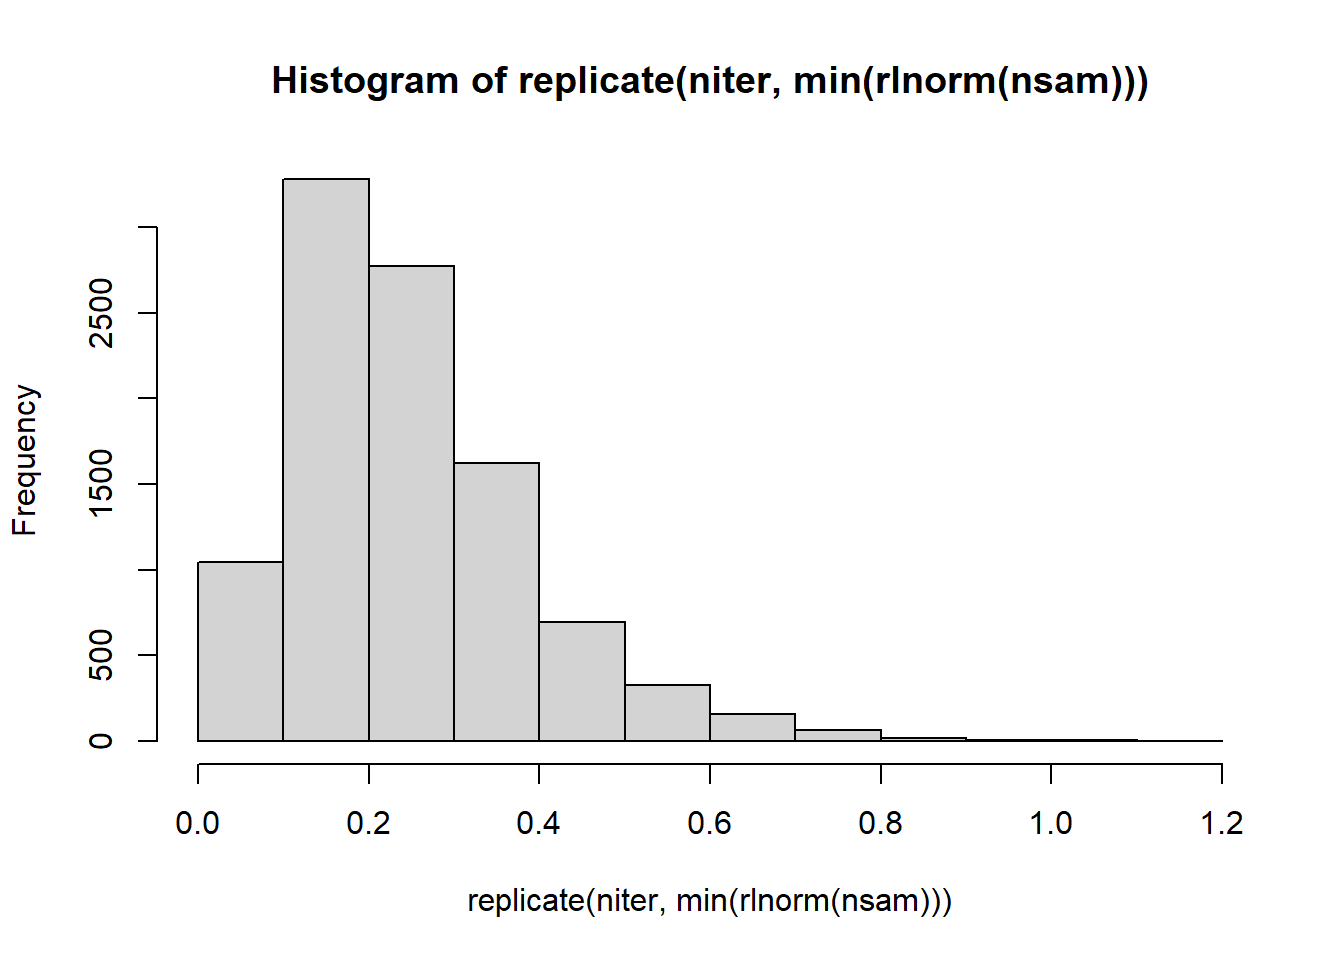 Histogram of replicate(niter, min(rlnorm(nsam)))
Frequency
2500
1500
500
0
0.0 0.2 0.4 0.6 0.8 1.0 1.2
replicate(niter, min(rlnorm(nsam)))